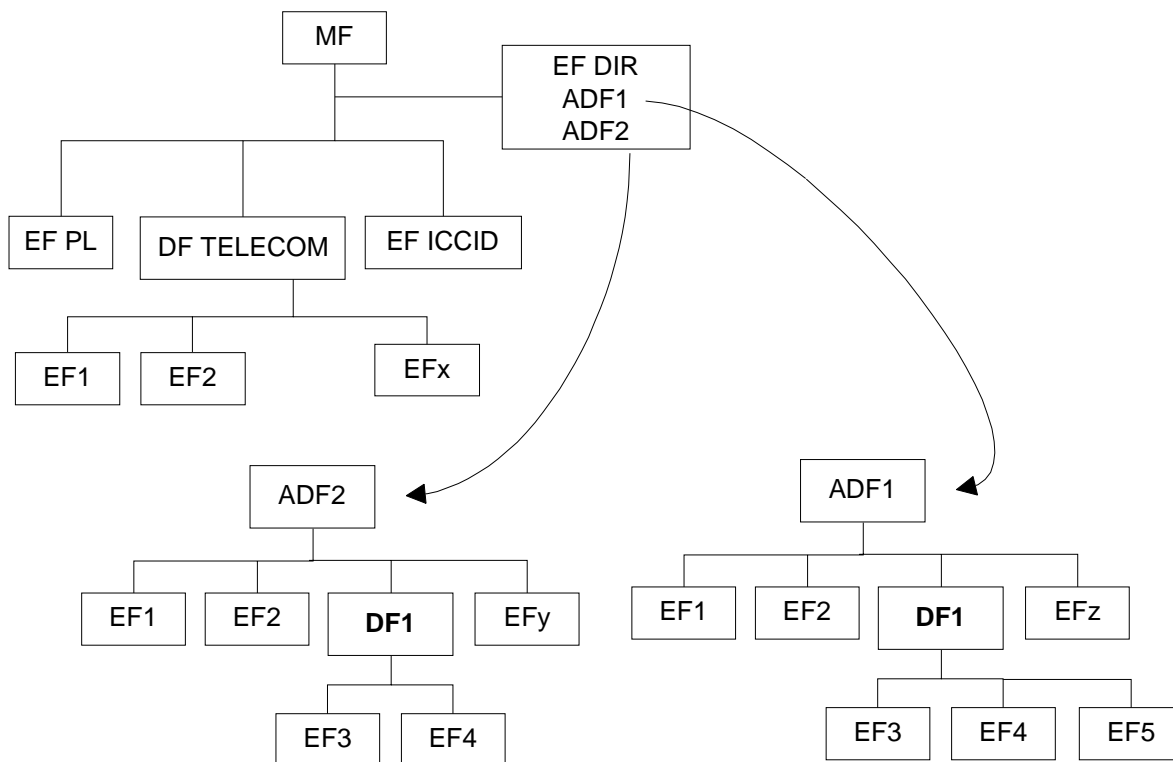 MF
EF DIR
ADF1
ADF2
EF PL
DF TELECOM
EF ICCID
EF1
EF2
EFx
ADF2
ADF1
EF1
EF2
DF1
EFy
EF1
EF2
DF1
EFz
EF3
EF4
EF3
EF4
EF5